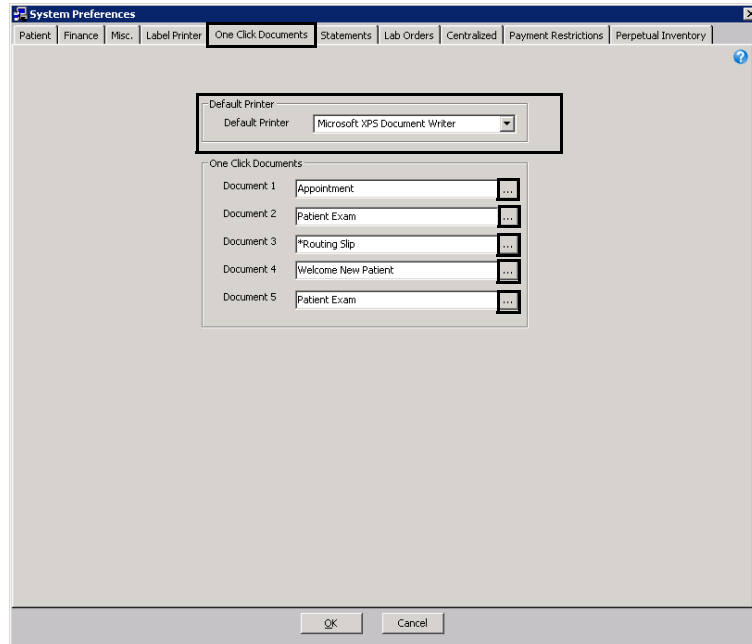 System Preferences
Patient Finance Misc. Label Printer One Click Documents Statements Lab Orders Centralized Payment Restrictions Perpetual Inventory
Default Printer
Default Printer Microsoft XPS Document Writer
One Click Documents
Document 1 Appointment ...
Document 2 Patient Exam ...
Document 3 *Routing Slip ...
Document 4 Welcome New Patient ...
Document 5 Patient Exam ...
OK Cancel